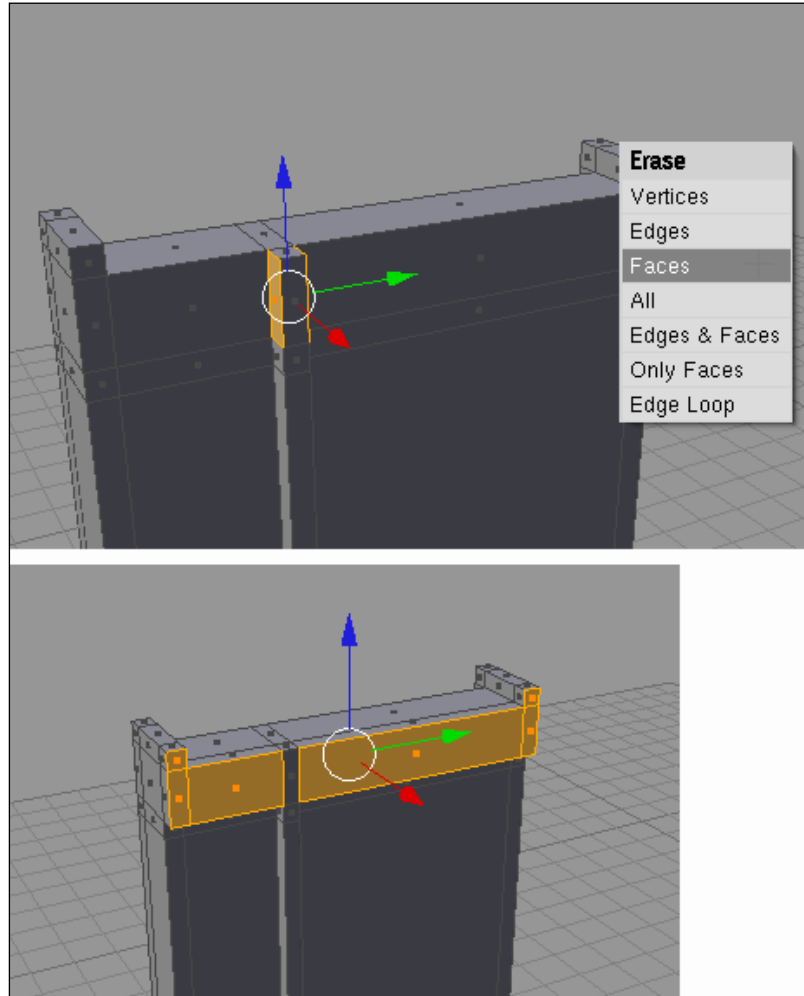 Erase
Vertices
Edges
Faces
All
Edges & Faces
Only Faces
Edge Loop